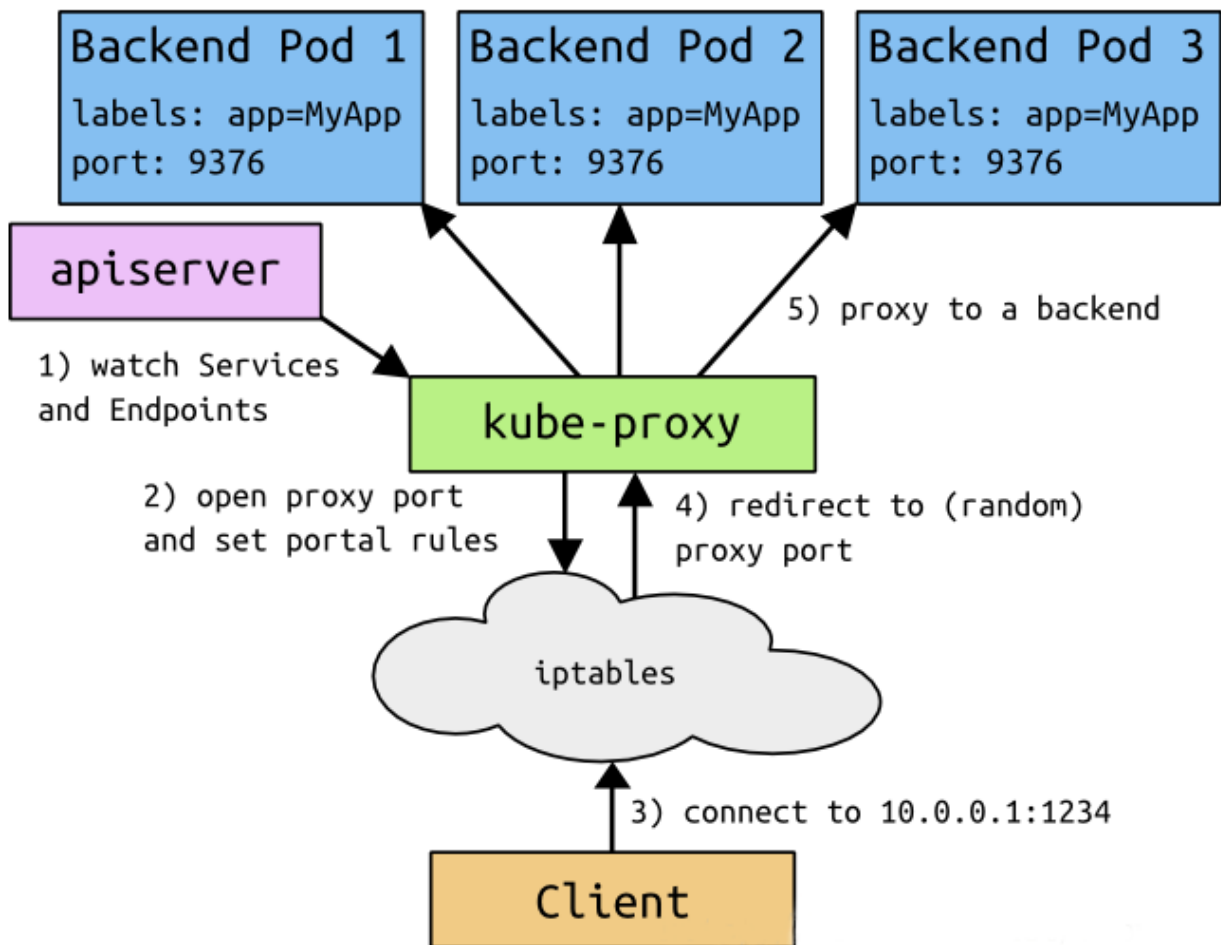 Backend Pod 1
labels: app=MyApp
port: 9376
Backend Pod 2
labels: app=MyApp
port: 9376
Backend Pod 3
labels: app=MyApp
port: 9376
apiserver
1) watch Services
and Endpoints
5) proxy to a backend
kube-proxy
2) open proxy port
and set portal rules
4) redirect to (random)
proxy port
iptables
3) connect to 10.0.0.1:1234
Client